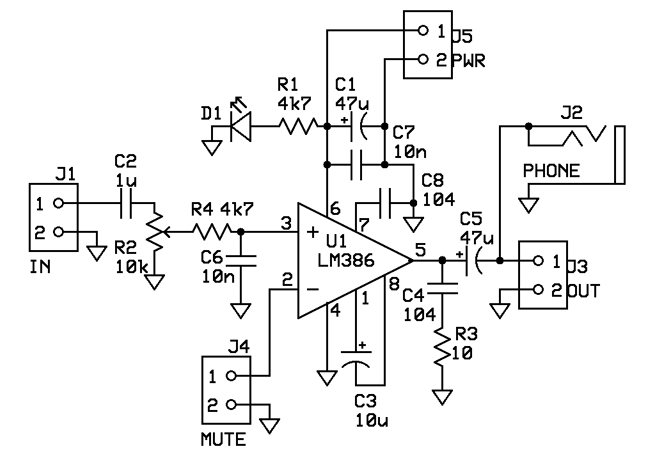 1 J5
2 PWR
R1
4k7
C1
47u
+
D1
C7
10n
J2
PHONE
C2
1u
J1
1
2
IN
R2
10k
R4 4k7
C6
10n
C8
104
6
7
3
+
U1
LM386
2
-
5
8
4
1
C5
47u
+
1 J3
2 OUT
C4
104
R3
10
J4
1
2
MUTE
+
C3
10u